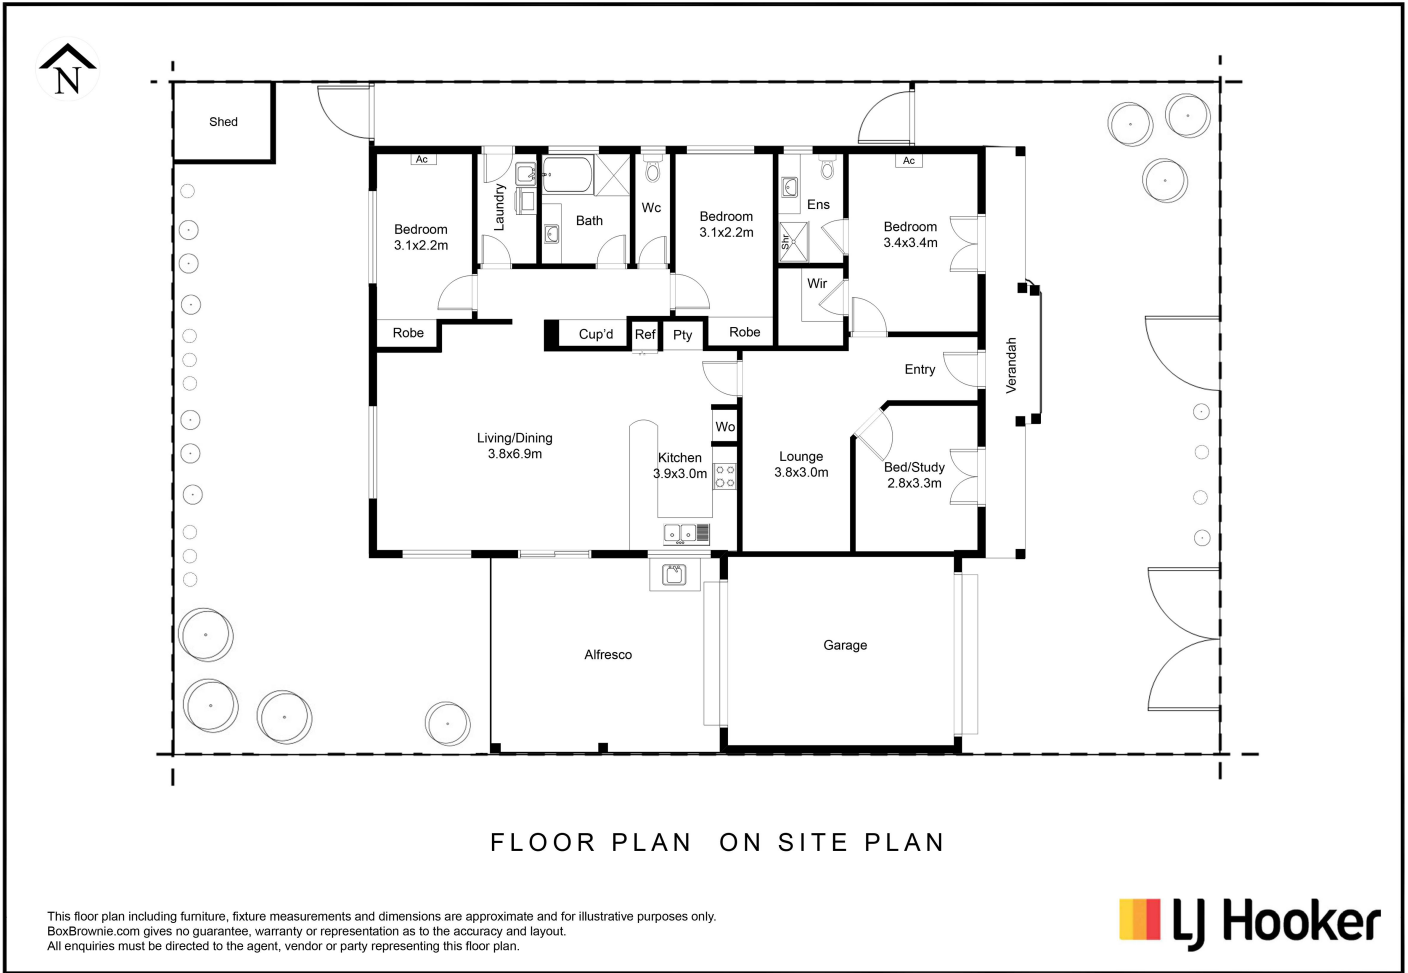 N
Shed
Ac
Bedroom
3.1x2.2m
Robe
Laundry
Bath
Wc
Bedroom
3.1x2.2m
Robe
Ens
Shr
Wir
Ac
Bedroom
3.4x3.4m
Cup'd
Ref
Pty
Entry
Verandah
Living/Dining
3.8x6.9m
Wo
Kitchen
3.9x3.0m
Lounge
3.8x3.0m
Bed/Study
2.8x3.3m
Alfresco
Garage
FLOOR PLAN ON SITE PLAN
This floor plan including furniture, fixture measurements and dimensions are approximate and for illustrative purposes only.
BoxBrownie.com gives no guarantee, warranty or representation as to the accuracy and layout.
All enquiries must be directed to the agent, vendor or party representing this floor plan.
LJ Hooker